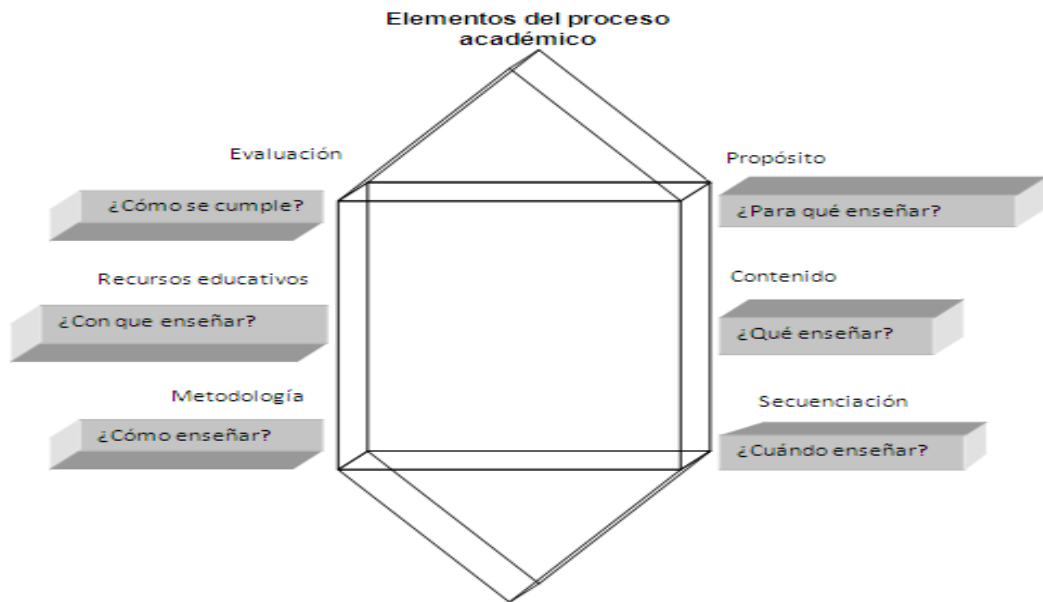 Elementos del proceso
académico
Evaluación
¿Cómo se cumple?
Recursos educativos
¿Con que enseñar?
Metodología
¿Cómo enseñar?
Propósito
¿Para qué enseñar?
Contenido
¿Qué enseñar?
Secuenciación
¿Cuándo enseñar?